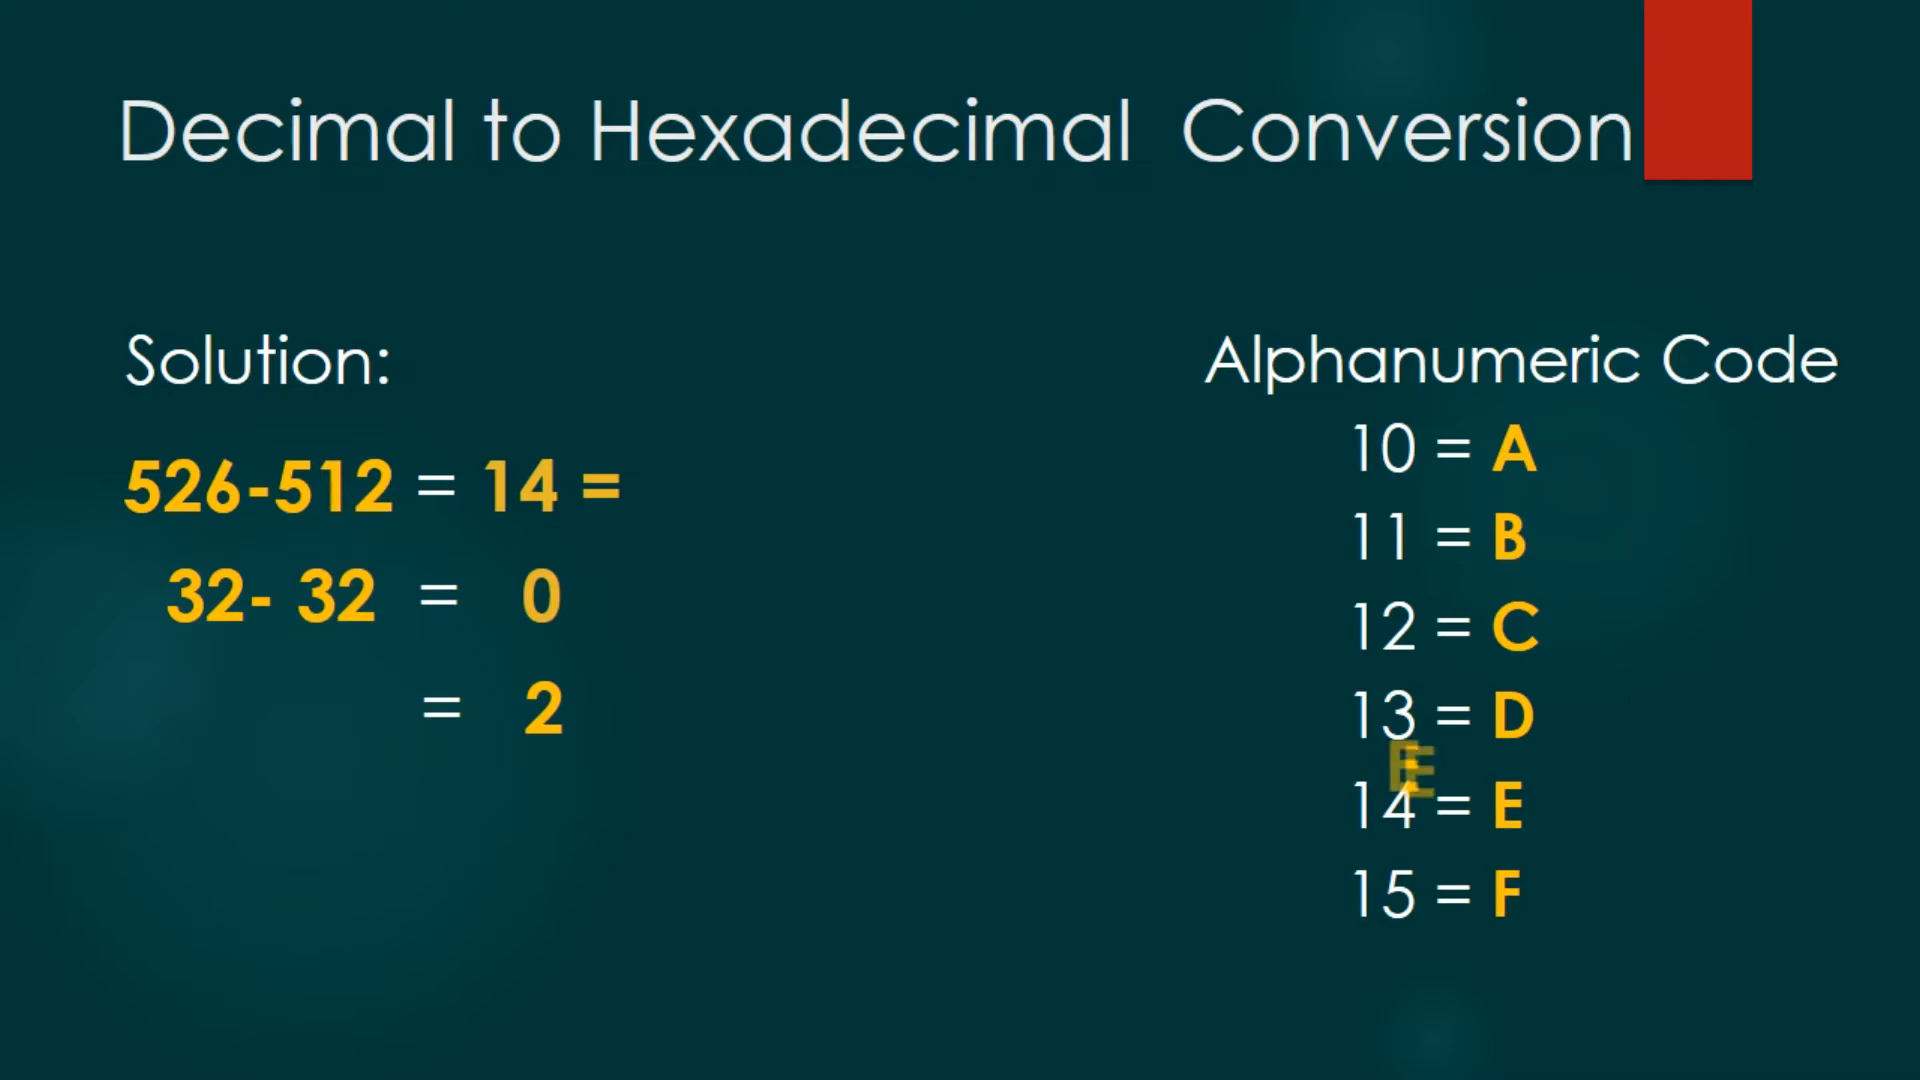 Decimal to Hexadecimal Conversion
Solution:
526-512 = 14 =
32- 32 = 0
= 2
Alphanumeric Code
10 = A
11 = B
12 = C
13 = D
E
14 = E
15 = F